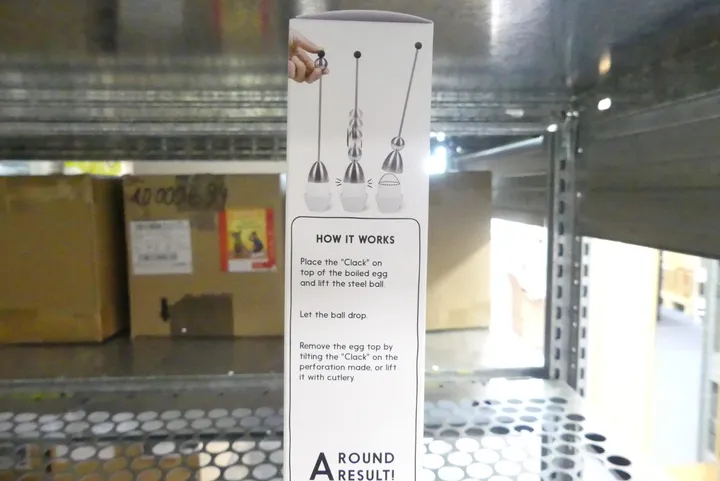 HOW IT WORKS
Place the "Clack" on
top of the boiled egg
and lift the steel ball.
Let the ball drop.
Remove the egg top by
tilting the "Clack" on the
perforation made, or lift
it with cutlery.
A ROUND
RESULT!